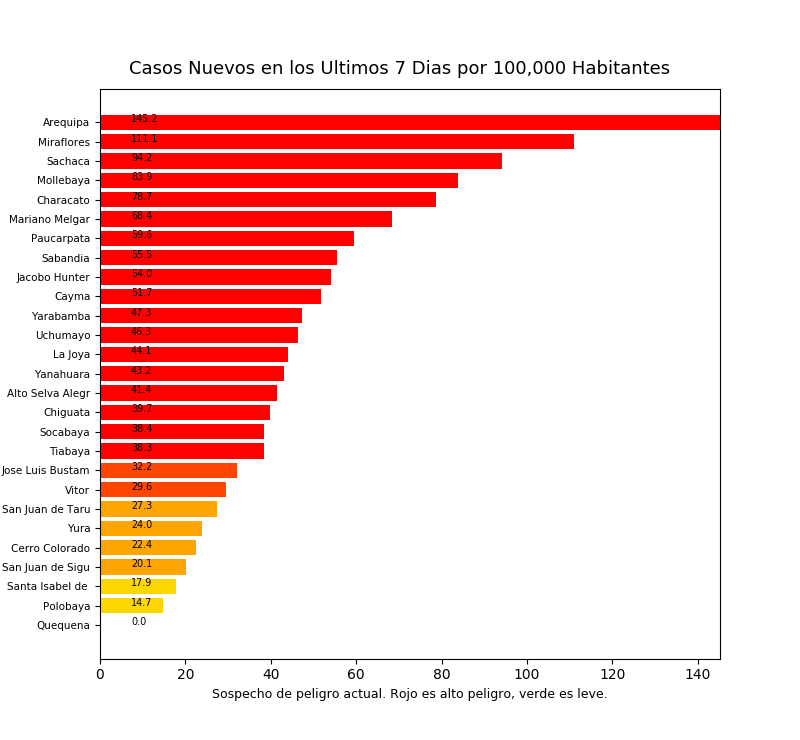 Casos Nuevos en los Ultimos 7 Dias por 100,000 Habitantes
Arequipa 145.2
Miraflores 111.1
Sachaca 94.2
Mollebaya 83.9
Characato 78.7
Mariano Melgar 68.4
Paucarpata 59.6
Sabandia 55.5
Jacobo Hunter 54.0
Cayma 51.7
Yarabamba 47.3
Uchumayo 46.3
La Joya 44.1
Yanahuara 43.2
Alto Selva Alegr 41.4
Chiguata 39.7
Socabaya 38.4
Tiabaya 38.3
Jose Luis Bustam 32.2
Vitor 29.6
San Juan de Taru 27.3
Yura 24.0
Cerro Colorado 22.4
San Juan de Sigu 20.1
Santa Isabel de 17.9
Polobaya 14.7
Quequena 0.0
0 20 40 60 80 100 120 140
Sospecho de peligro actual. Rojo es alto peligro, verde es leve.